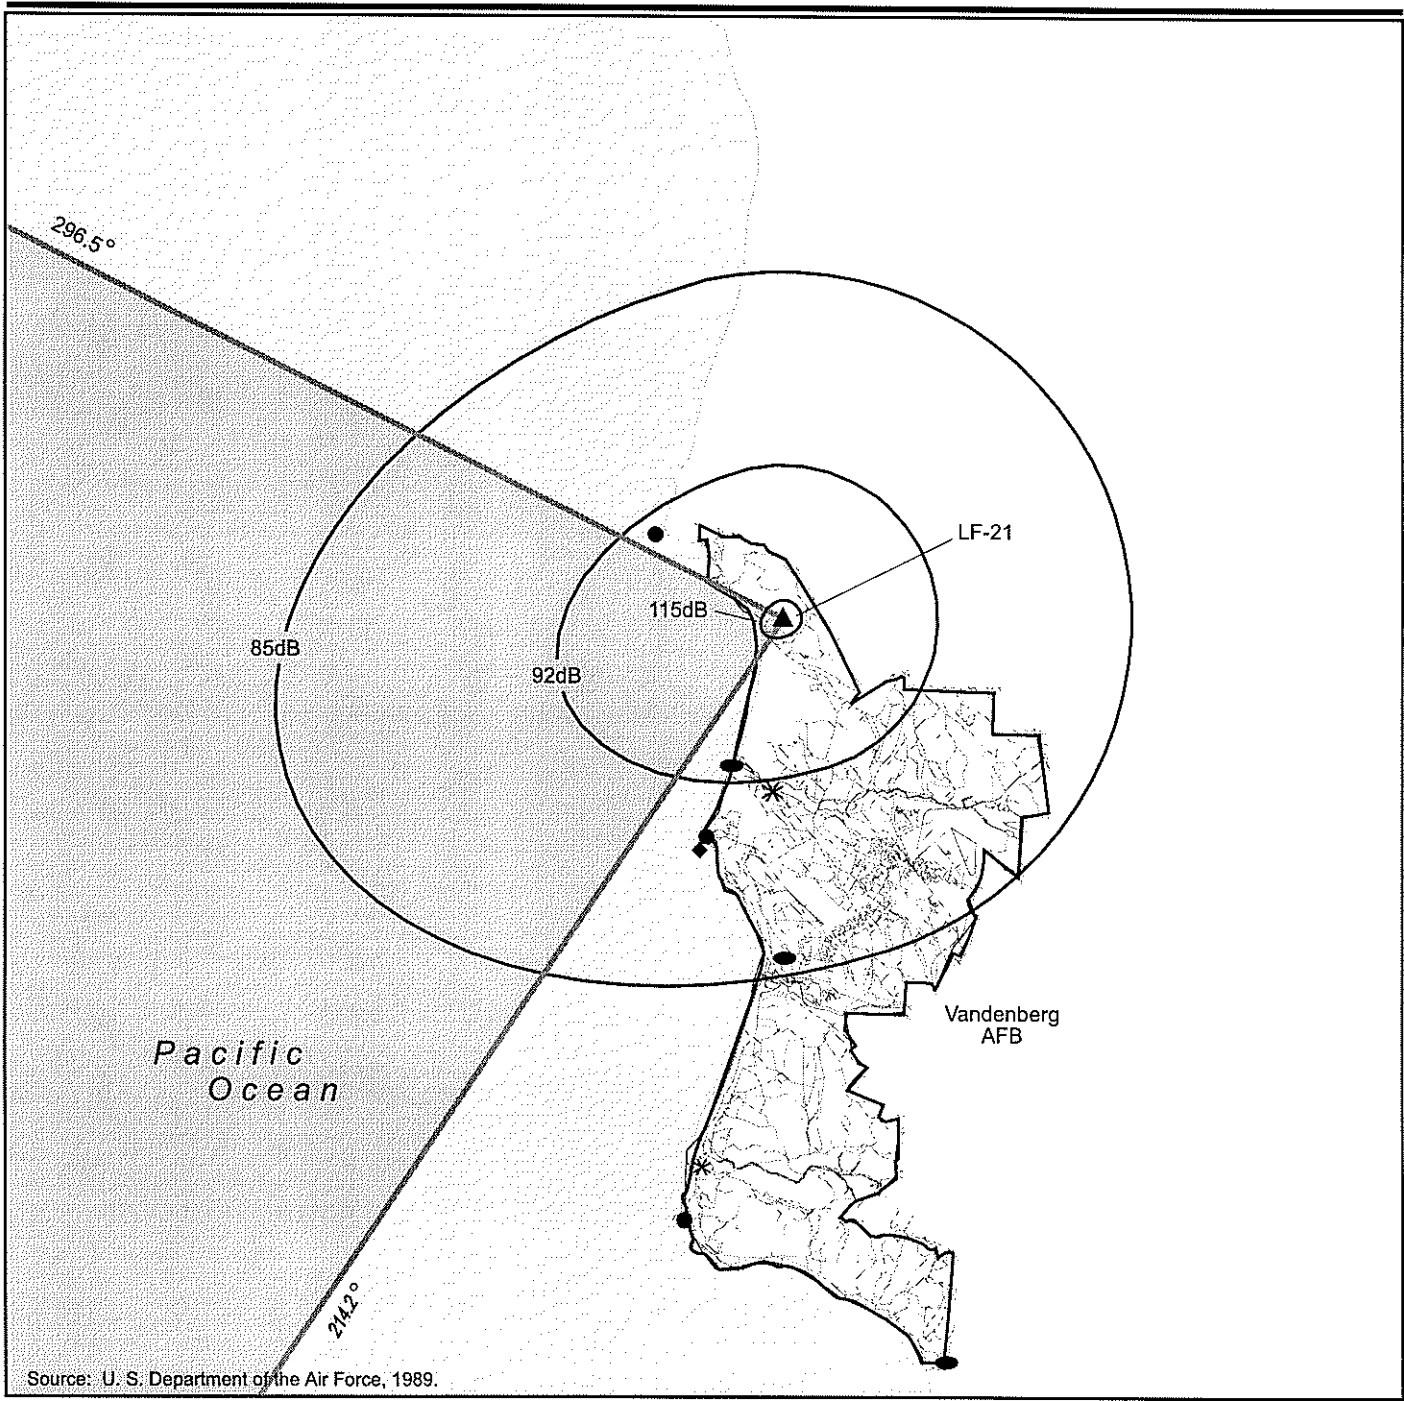 296.5°
LF-21
115dB
85dB
92dB
Vandenberg
AFB
Pacific
Ocean
214.2°
Source: U. S. Department of the Air Force, 1989.